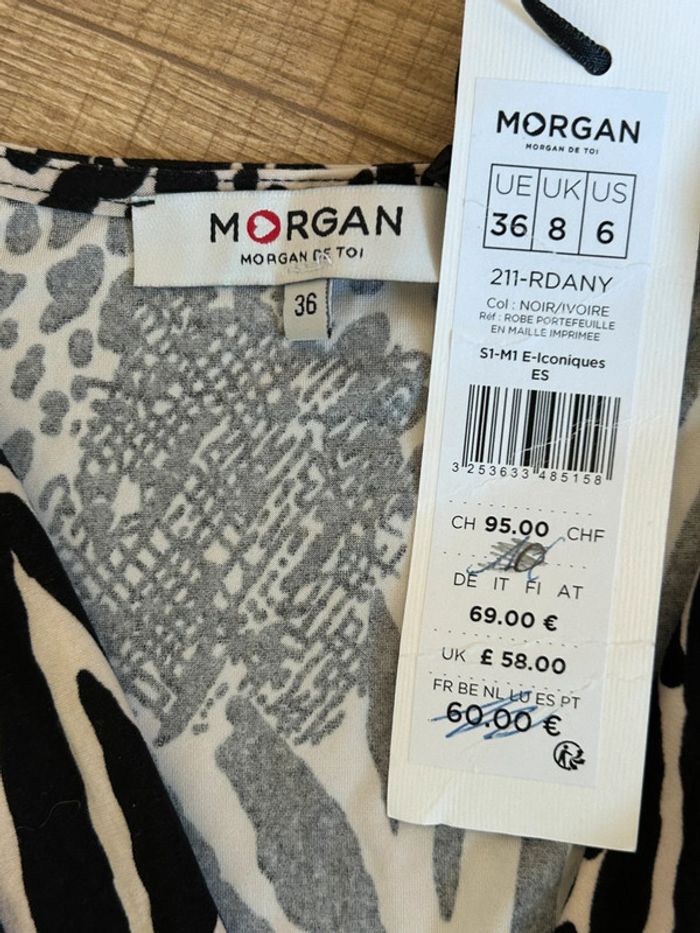 MORGAN
MORGAN DE TOI
36
MORGAN
MORGAN DE TOI
UE UK US
36 8 6
211-RDANY
Col : NOIR/IVOIRE
Réf : ROBE PORTEFEUILLE
EN MAILLE IMPRIMEE
S1-M1 E-Iconiques
ES
3 253633 485158
CH 95.00 CHF
DE IT FI AT
69.00 €
UK £ 58.00
FR BE NL LU ES PT
60.00 €